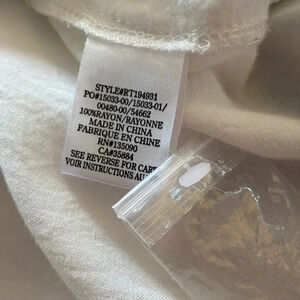 STYLE#RT194931
PO#15033-00/15033-01/
00480-00/54662
100%RAYON/RAYONNE
MADE IN CHINA
FABRIQUE EN CHINE
RN#135090
CA#35884
SEE REVERSE FOR CARE
VOIR INSTRUCTIONS AU